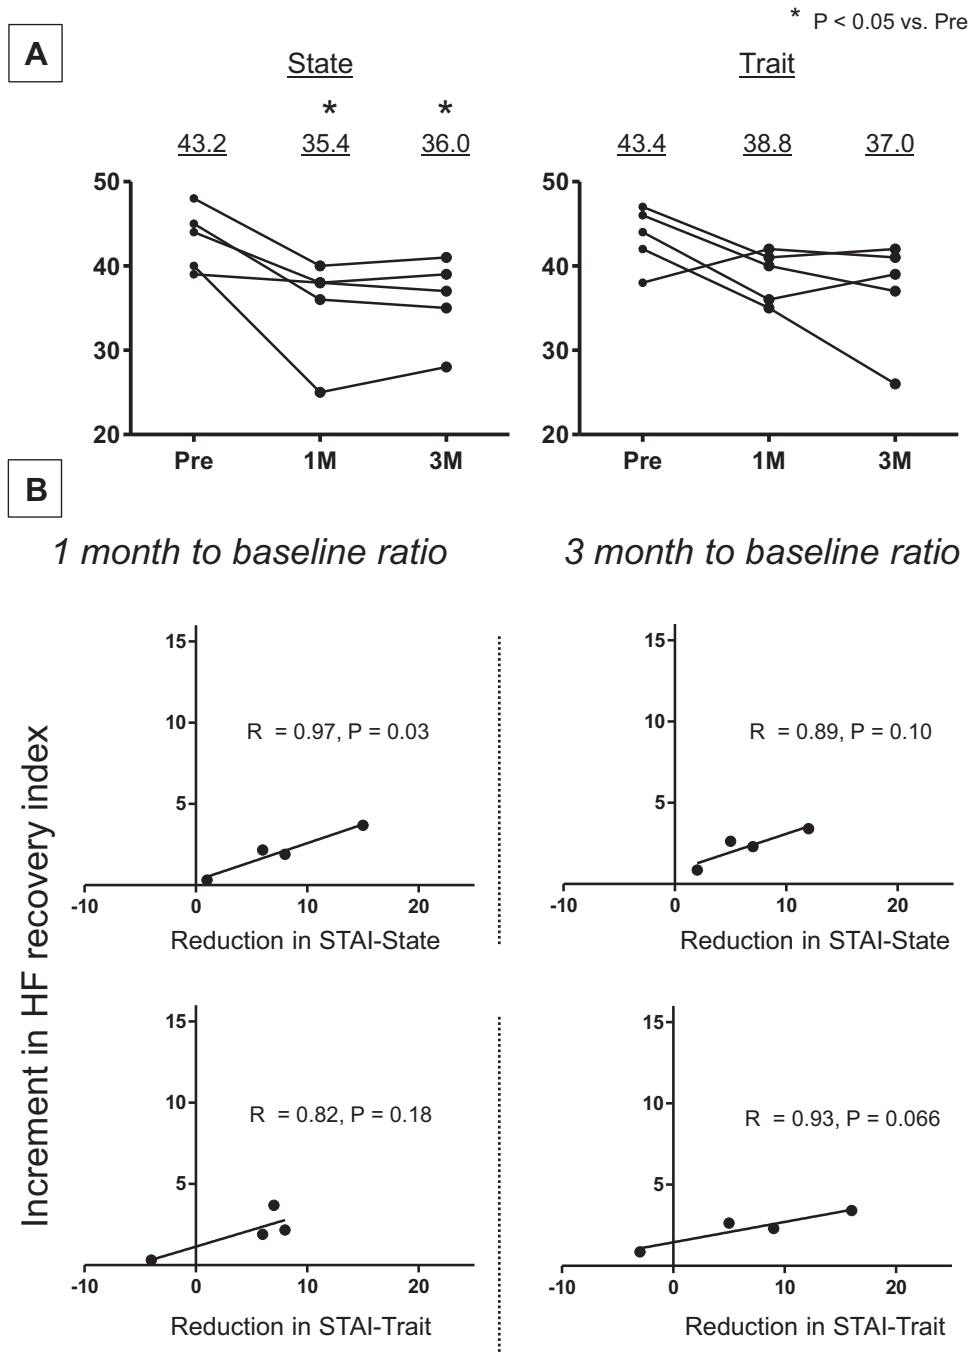 * P < 0.05 vs. Pre
A
State
Trait
* *
43.2 35.4 36.0
43.4 38.8 37.0
50
40
30
20
Pre 1M 3M
50
40
30
20
Pre 1M 3M
B
1 month to baseline ratio
3 month to baseline ratio
Increment in HF recovery index
15
10
5
R = 0.97, P = 0.03
-10 0 10 20
Reduction in STAI-State
15
10
5
R = 0.89, P = 0.10
-10 0 10 20
Reduction in STAI-State
15
10
5
R = 0.82, P = 0.18
-10 0 10 20
Reduction in STAI-Trait
15
10
5
R = 0.93, P = 0.066
-10 0 10 20
Reduction in STAI-Trait